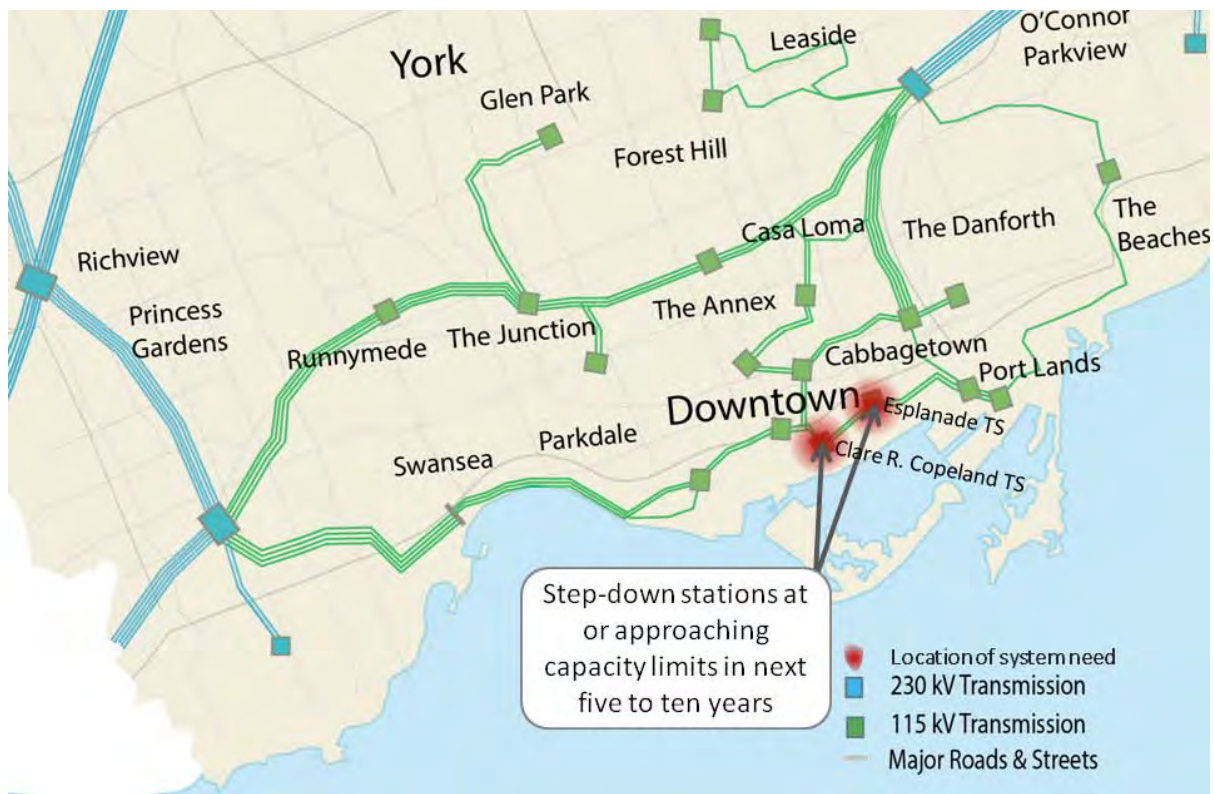 O'Connor
Parkview
Leaside
York
Glen Park
Forest Hill
Casa Loma
The Danforth
The
Beaches
Richview
Princess
Gardens
The Annex
Runnymede
The Junction
Cabbagetown
Port Lands
Downtown
Esplanade TS
Parkdale
Swansea
Clare R. Copeland TS
Step-down stations at
or approaching
capacity limits in next
five to ten years
Location of system need
230 kV Transmission
115 kV Transmission
Major Roads & Streets